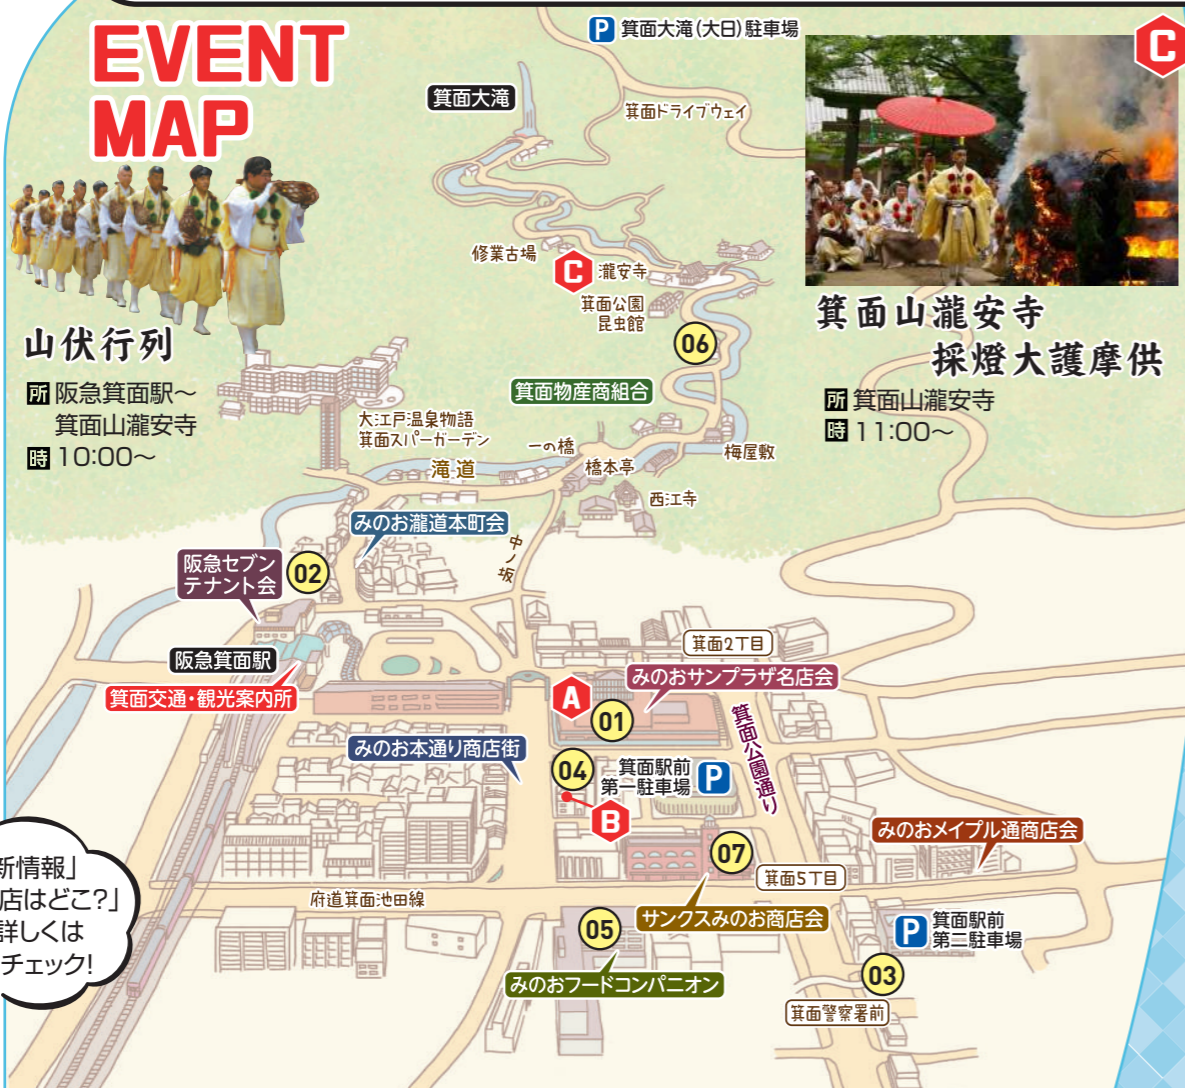 EVENT
MAP
P 箕面大滝(大日)駐車場
C
箕面大滝
箕面ドライブウェイ
修業古場
C
瀧安寺
箕面公園
昆虫館
06
山伏行列
所 阪急箕面駅〜
箕面山瀧安寺
時 10:00〜
箕面山瀧安寺
採燈大護摩供
所 箕面山瀧安寺
時 11:00〜
箕面物産商組合
大江戸温泉物語
箕面スパーガーデン
一の橋
滝道
橋本亭
梅屋敷
西江寺
みのお瀧道本町会
中ノ坂
阪急セブン
テナント会
02
箕面2丁目
阪急箕面駅
みのおサンプラザ名店会
箕面交通・観光案内所
A
01
箕面公園通り
みのお本通り商店街
04
箕面駅前
第一駐車場
P
B
みのおメイプル通商店会
07
箕面5丁目
新情報」
店はどこ?」
詳しくは
チェック!
府道箕面池田線
サンクスみのお商店会
05
P
箕面駅前
第二駐車場
みのおフードコンパニオン
03
箕面警察署前